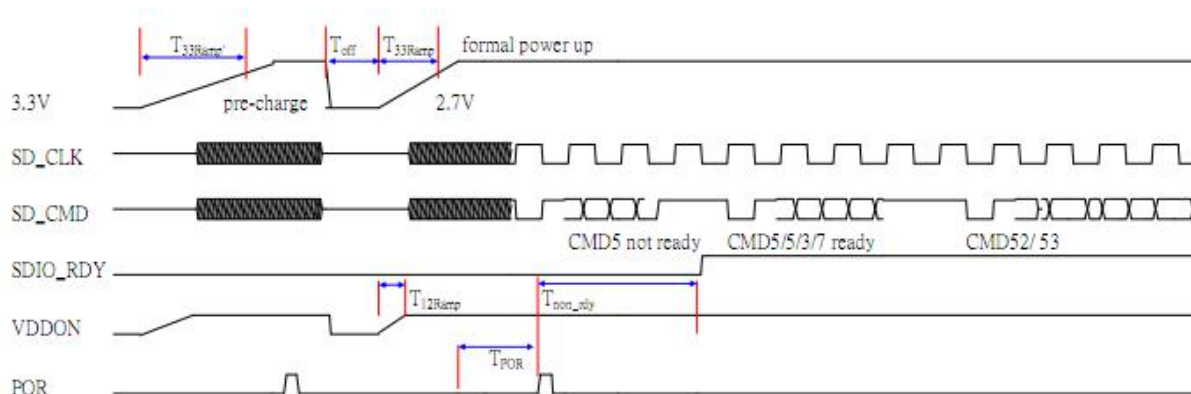 T33Ramp' Toff T33Ramp formal power up
3.3V pre-charge 2.7V
SD_CLK
SD_CMD
CMD5 not ready CMD5/5/3/7 ready CMD52/ 53
SDIO_RDY
T12Ramp Tnon_rdy
VDDON
TPOR
POR